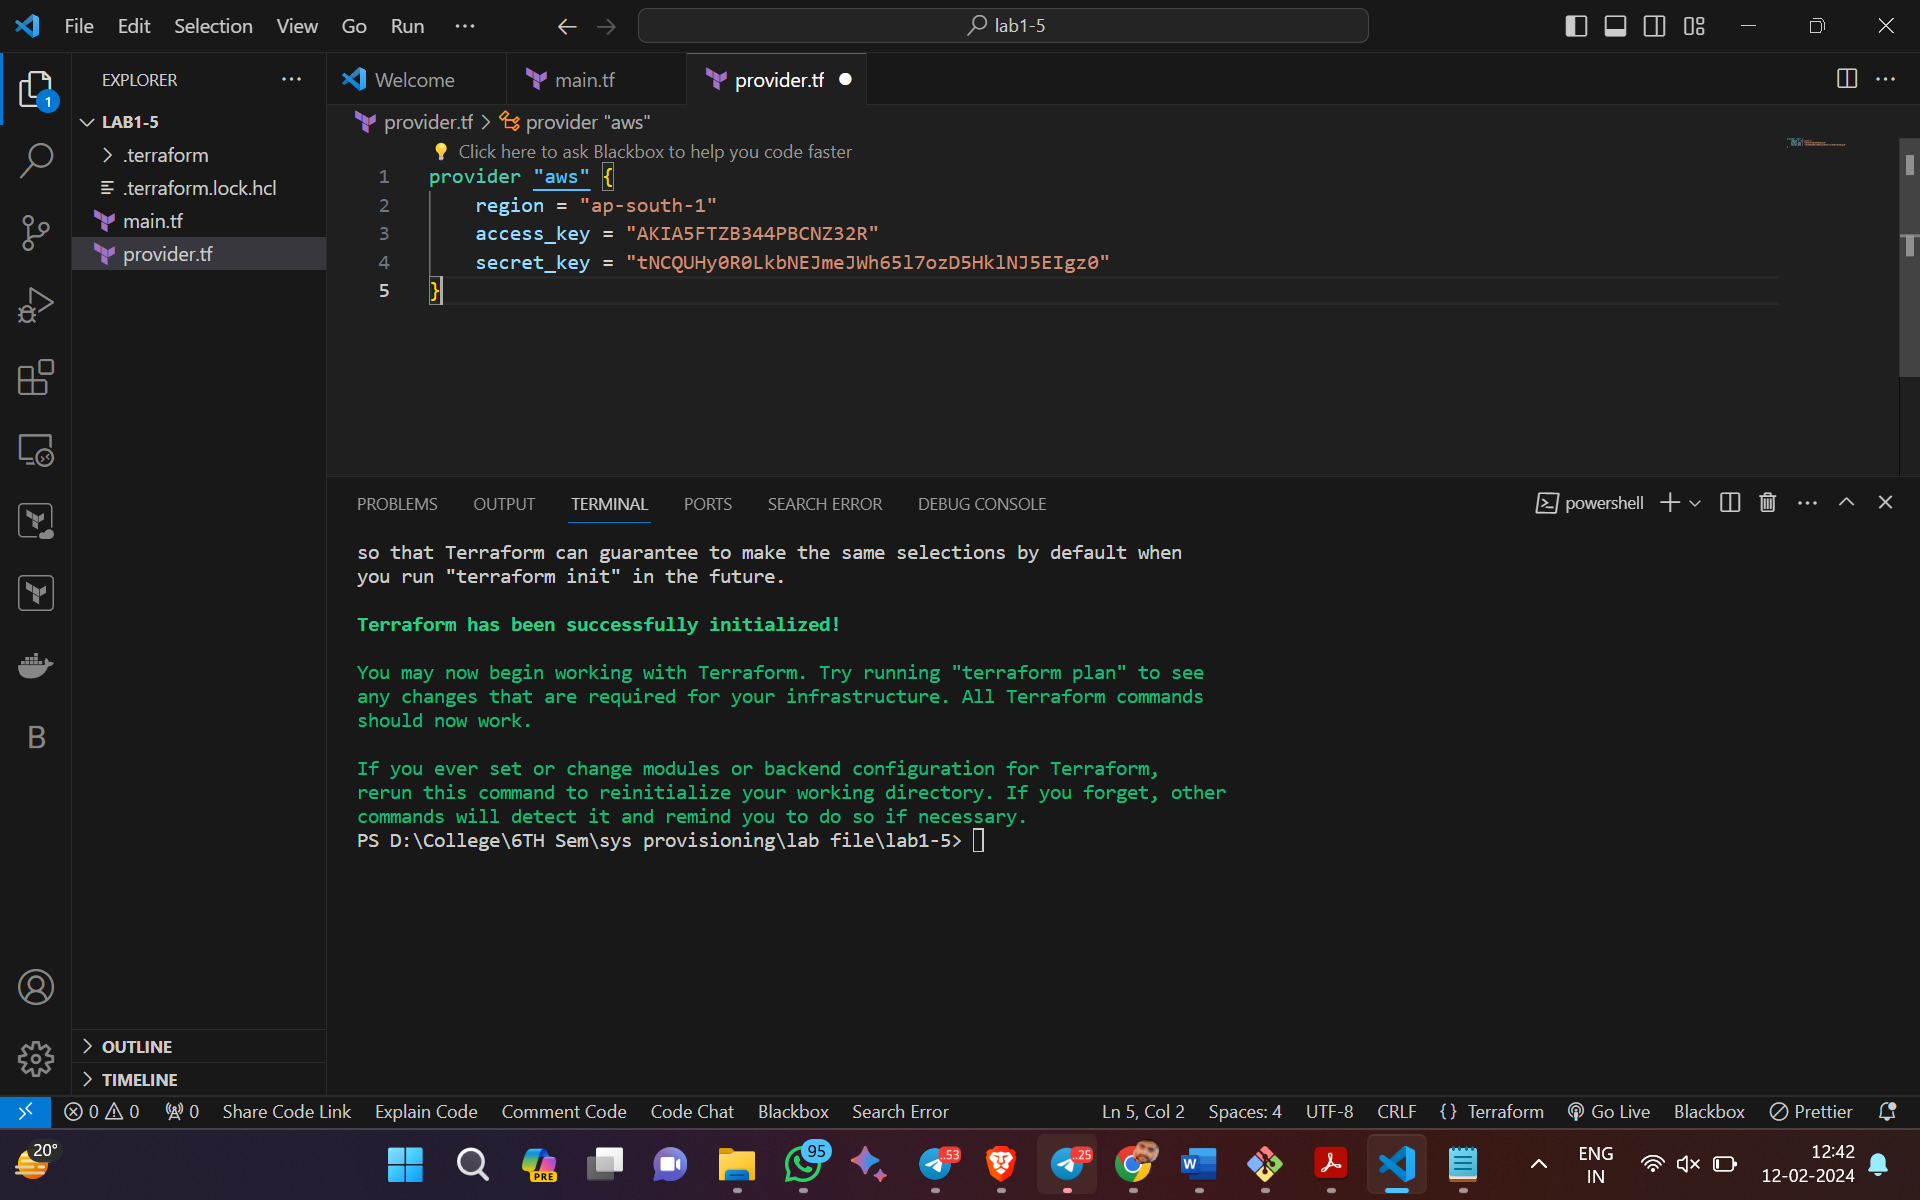 File Edit Selection View Go Run ...
lab1-5
EXPLORER
Welcome
main.tf
provider.tf
1
LAB1-5
.terraform
.terraform.lock.hcl
main.tf
provider.tf
provider.tf > provider "aws"
Click here to ask Blackbox to help you code faster
1 provider "aws" {
2 region = "ap-south-1"
3 access_key = "AKIA5FTZB344PBCNZ32R"
4 secret_key = "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"
5 }
PROBLEMS OUTPUT TERMINAL PORTS SEARCH ERROR DEBUG CONSOLE
powershell
so that Terraform can guarantee to make the same selections by default when
you run "terraform init" in the future.
Terraform has been successfully initialized!
You may now begin working with Terraform. Try running "terraform plan" to see
any changes that are required for your infrastructure. All Terraform commands
should now work.
If you ever set or change modules or backend configuration for Terraform,
rerun this command to reinitialize your working directory. If you forget, other
commands will detect it and remind you to do so if necessary.
PS D:\College\6TH Sem\sys provisioning\lab file\lab1-5>
B
OUTLINE
TIMELINE
0 0 0 Share Code Link Explain Code Comment Code Code Chat Blackbox Search Error Ln 5, Col 2 Spaces: 4 UTF-8 CRLF {} Terraform Go Live Blackbox Prettier
20°
PRE
95
..53
..25
W
ENG
IN
12:42
12-02-2024